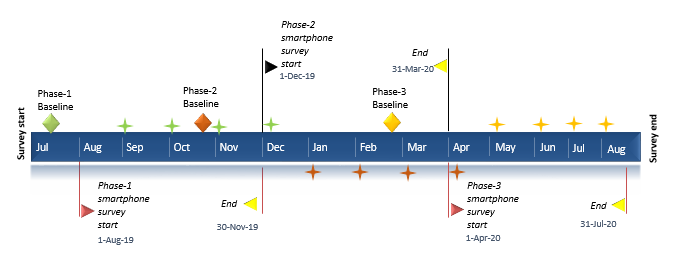 Phase-2
smartphone
survey
start
1-Dec-19
End
31-Mar-20
Phase-1
Baseline
Phase-2
Baseline
Phase-3
Baseline
Survey start
Jul Aug Sep Oct Nov Dec Jan Feb Mar Apr May Jun Jul Aug
Survey end
Phase-1
smartphone
survey
start
1-Aug-19
End
30-Nov-19
Phase-3
smartphone
survey
start
1-Apr-20
End
31-Jul-20